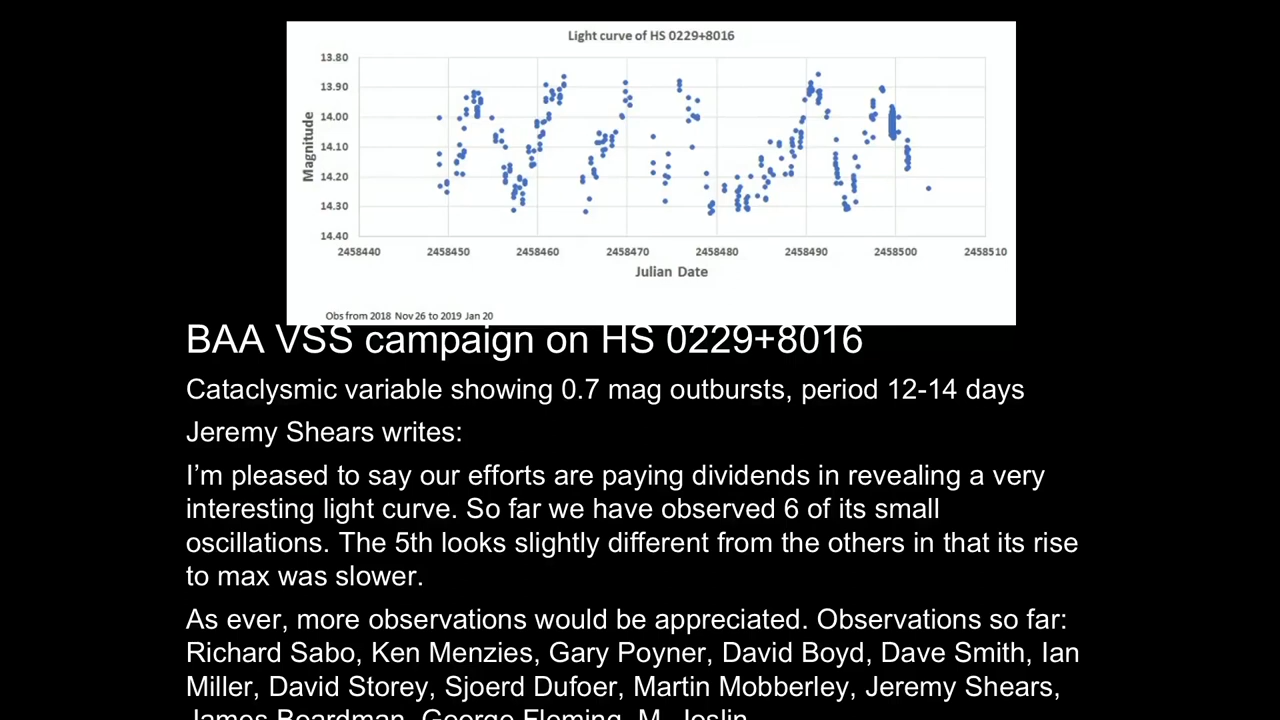 Light curve of HS 0229+8016
13.80
13.90
14.00
14.10
14.20
14.30
14.40
Magnitude
2458440 2458450 2458460 2458470 2458480 2458490 2458500 2458510
Julian Date
Obs from 2018 Nov 26 to 2019 Jan 20
BAA VSS campaign on HS 0229+8016
Cataclysmic variable showing 0.7 mag outbursts, period 12-14 days
Jeremy Shears writes:
I’m pleased to say our efforts are paying dividends in revealing a very
interesting light curve. So far we have observed 6 of its small
oscillations. The 5th looks slightly different from the others in that its rise
to max was slower.
As ever, more observations would be appreciated. Observations so far:
Richard Sabo, Ken Menzies, Gary Poyner, David Boyd, Dave Smith, Ian
Miller, David Storey, Sjoerd Dufoer, Martin Mobberley, Jeremy Shears,
James Boardman, George Fleming, M. Joslin